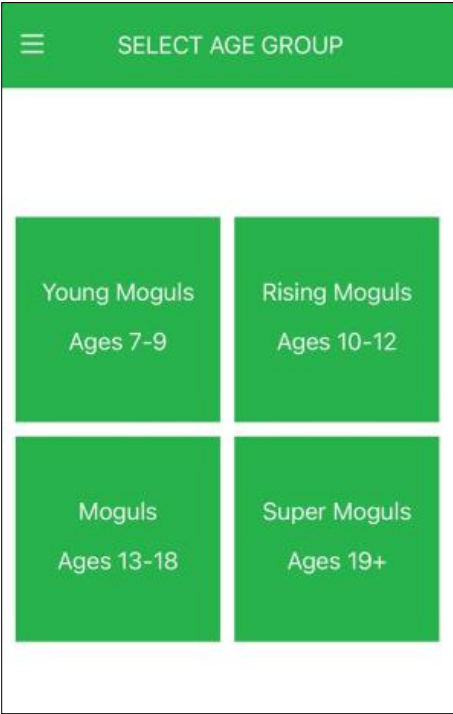 SELECT AGE GROUP
Young Moguls
Ages 7-9
Rising Moguls
Ages 10-12
Moguls
Ages 13-18
Super Moguls
Ages 19+